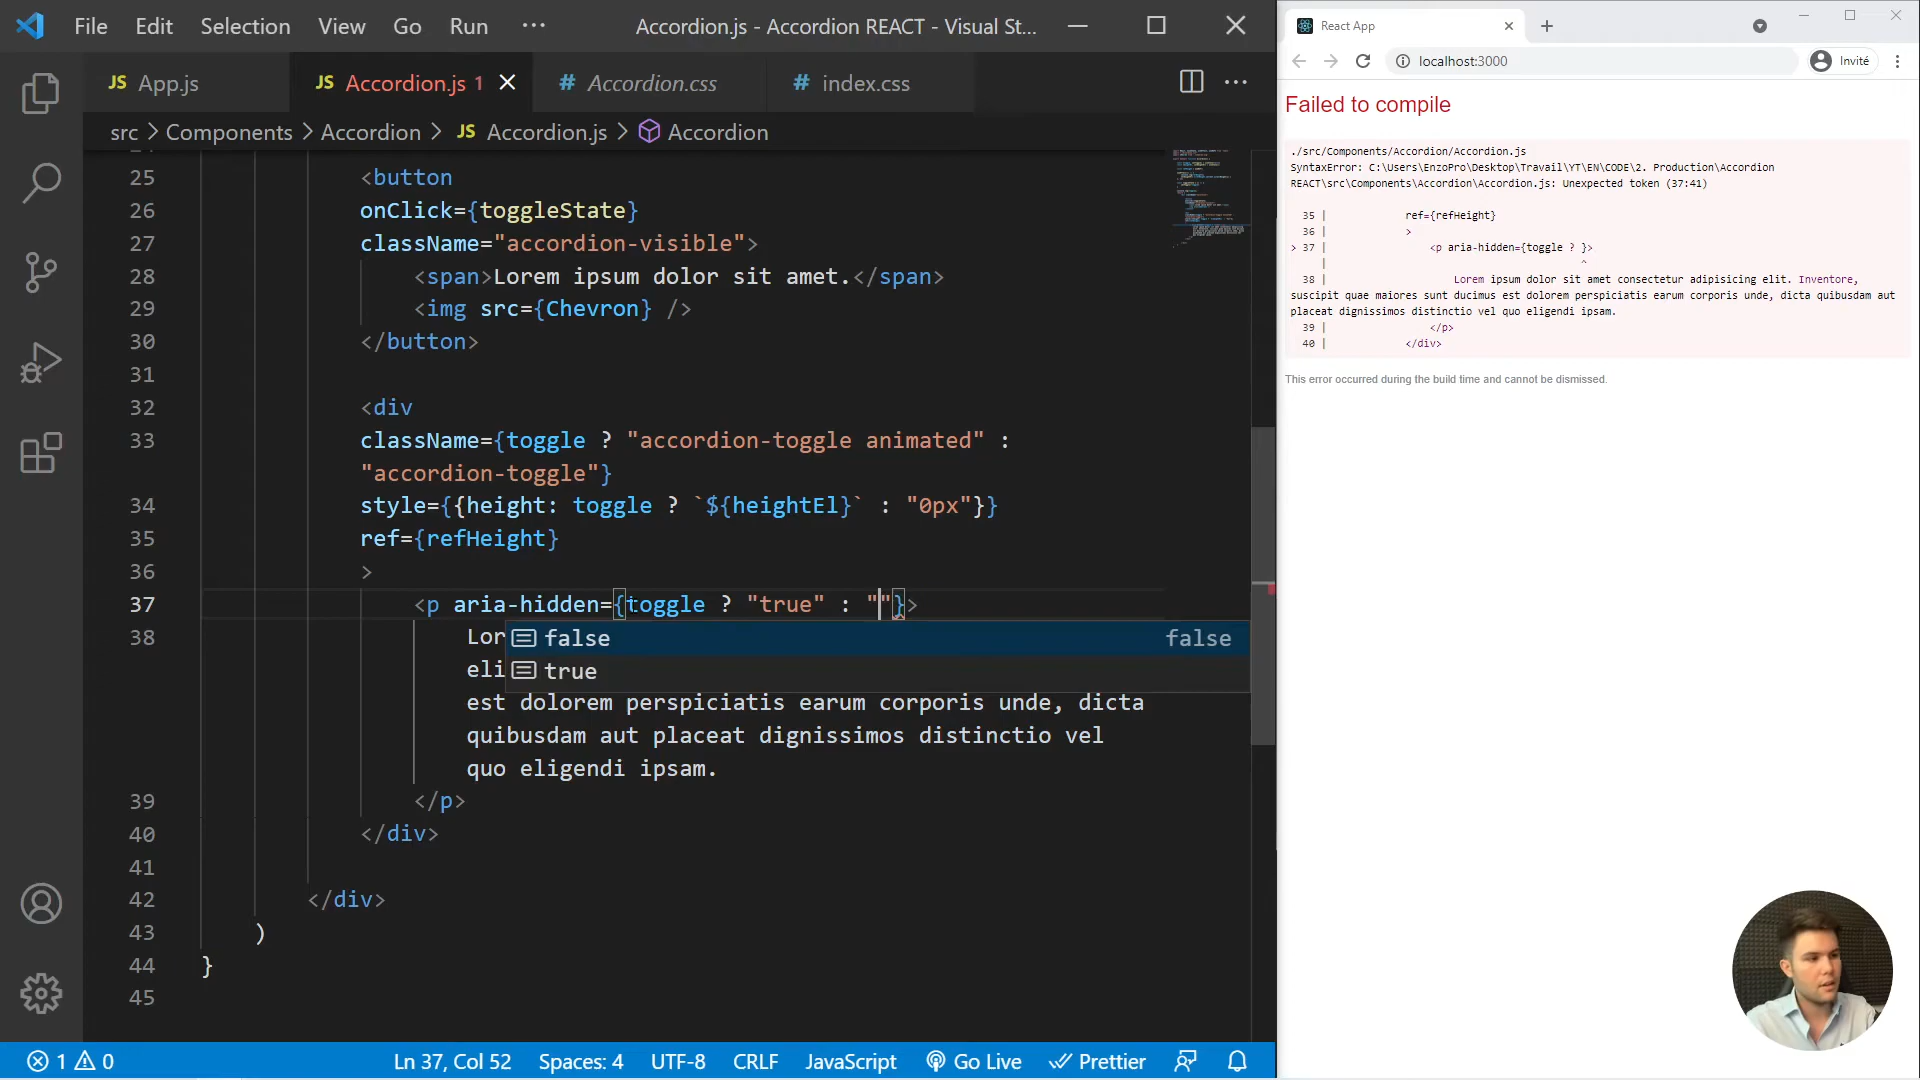 File Edit Selection View Go Run ··· Accordion.js - Accordion REACT - Visual St...
JS App.js JS Accordion.js 1 # Accordion.css # index.css
src > Components > Accordion > JS Accordion.js > Accordion
25 <button
26 onClick={toggleState}
27 className="accordion-visible">
28 <span>Lorem ipsum dolor sit amet.</span>
29 <img src={Chevron} />
30 </button>
31
32 <div
33 className={toggle ? "accordion-toggle animated" :
"accordion-toggle"}
34 style={{height: toggle ? `${heightEl}` : "0px"}}
35 ref={refHeight}
36 >
37 <p aria-hidden={toggle ? "true" : ""}>
38 Lor
false false
eli
true
est dolorem perspiciatis earum corporis unde, dicta
quibusdam aut placeat dignissimos distinctio vel
quo eligendi ipsam.
39 </p>
40 </div>
41
42 </div>
43 )
44 }
45
1 0 Ln 37, Col 52 Spaces: 4 UTF-8 CRLF JavaScript Go Live Prettier
React App
localhost:3000 Invité
Failed to compile
./src/Components/Accordion/Accordion.js
SyntaxError: C:\Users\EnzoPro\Desktop\Travail\YT\EN\CODE\2. Production\Accordion
REACT\src\Components\Accordion\Accordion.js: Unexpected token (37:41)
35 | ref={refHeight}
36 | >
> 37 | <p aria-hidden={toggle ? }>
| ^
38 | Lorem ipsum dolor sit amet consectetur adipisicing elit. Inventore,
suscipit quae maiores sunt ducimus est dolorem perspiciatis earum corporis unde, dicta quibusdam aut
placeat dignissimos distinctio vel quo eligendi ipsam.
39 | </p>
40 | </div>
This error occurred during the build time and cannot be dismissed.